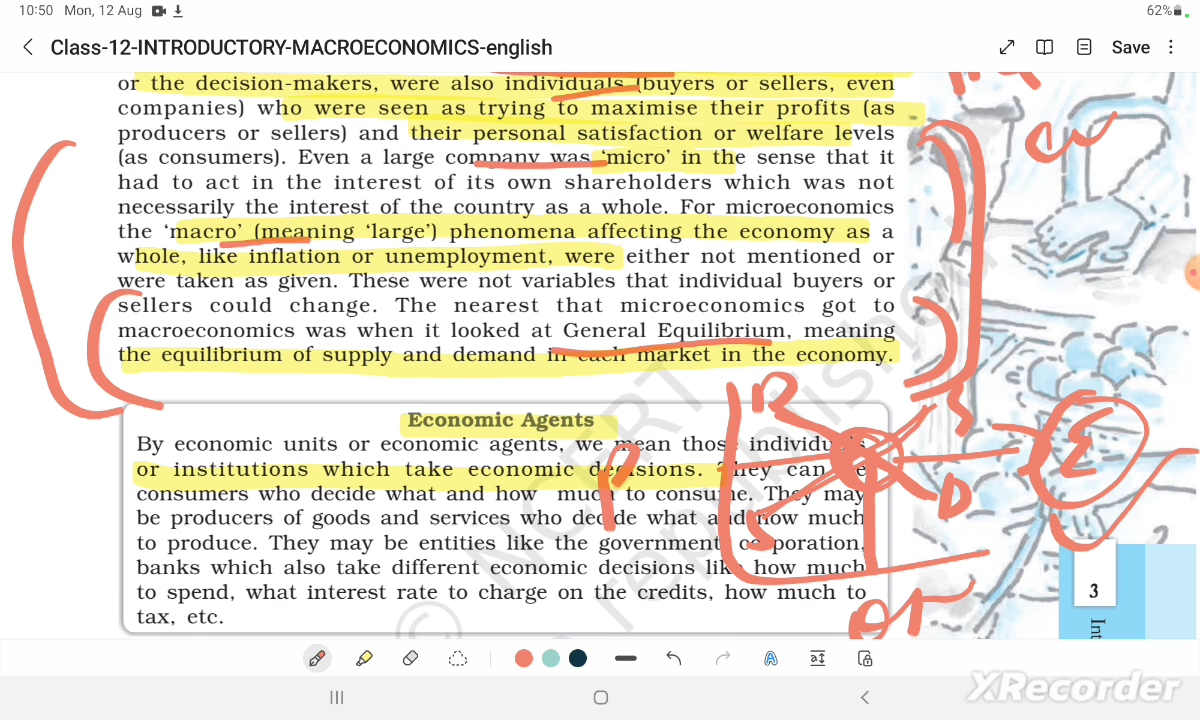 10:50 Mon, 12 Aug
62%
Class-12-INTRODUCTORY-MACROECONOMICS-english
Save
or the decision-makers, were also individuals (buyers or sellers, even
companies) who were seen as trying to maximise their profits (as
producers or sellers) and their personal satisfaction or welfare levels
(as consumers). Even a large company was ‘micro’ in the sense that it
had to act in the interest of its own shareholders which was not
necessarily the interest of the country as a whole. For microeconomics
the ‘macro’ (meaning ‘large’) phenomena affecting the economy as a
whole, like inflation or unemployment, were either not mentioned or
were taken as given. These were not variables that individual buyers or
sellers could change. The nearest that microeconomics got to
macroeconomics was when it looked at General Equilibrium, meaning
the equilibrium of supply and demand in each market in the economy.
Economic Agents
By economic units or economic agents, we mean those individuals
or institutions which take economic decisions. They can be
consumers who decide what and how much to consume. They may
be producers of goods and services who decide what and how much
to produce. They may be entities like the government, corporation,
banks which also take different economic decisions like how much
to spend, what interest rate to charge on the credits, how much to
tax, etc.
P
S
D
E
S
or
© NCERT
republished
3
Int
XRecorder